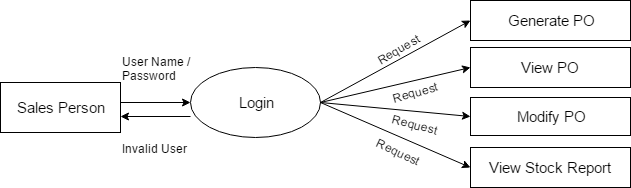 Generate PO
Request
User Name /
Password
View PO
Request
Sales Person
Login
Modify PO
Request
Invalid User
Request
View Stock Report